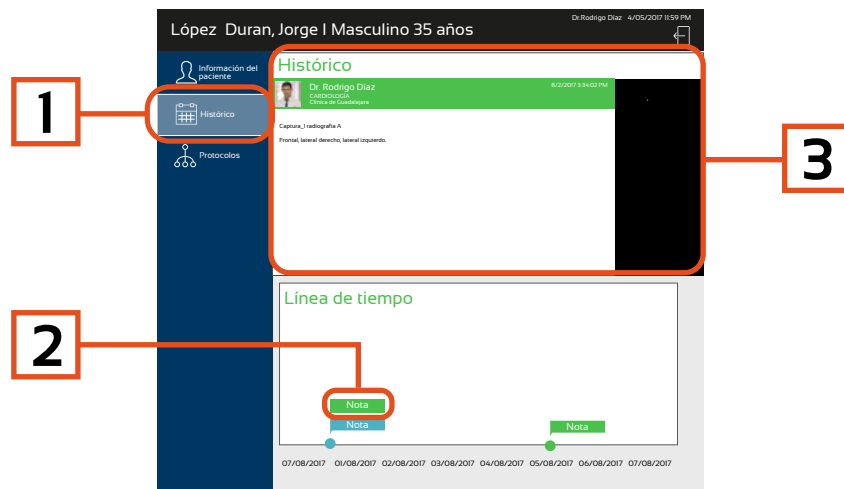 López Duran, Jorge I Masculino 35 años
Dr.Rodrigo Díaz 4/05/2017 11:59 PM
Información del
paciente
Histórico
Protocolos
Histórico
Dr. Rodrigo Díaz
CARDIOLOGÍA
Clínica de Guadalajara
8/2/2017 3:34:02 PM
Captura_1 radiografía A
Frontal, lateral derecho, lateral izquierdo.
Línea de tiempo
Nota
Nota
Nota
07/08/2017 01/08/2017 02/08/2017 03/08/2017 04/08/2017 05/08/2017 06/08/2017 07/08/2017
1
2
3